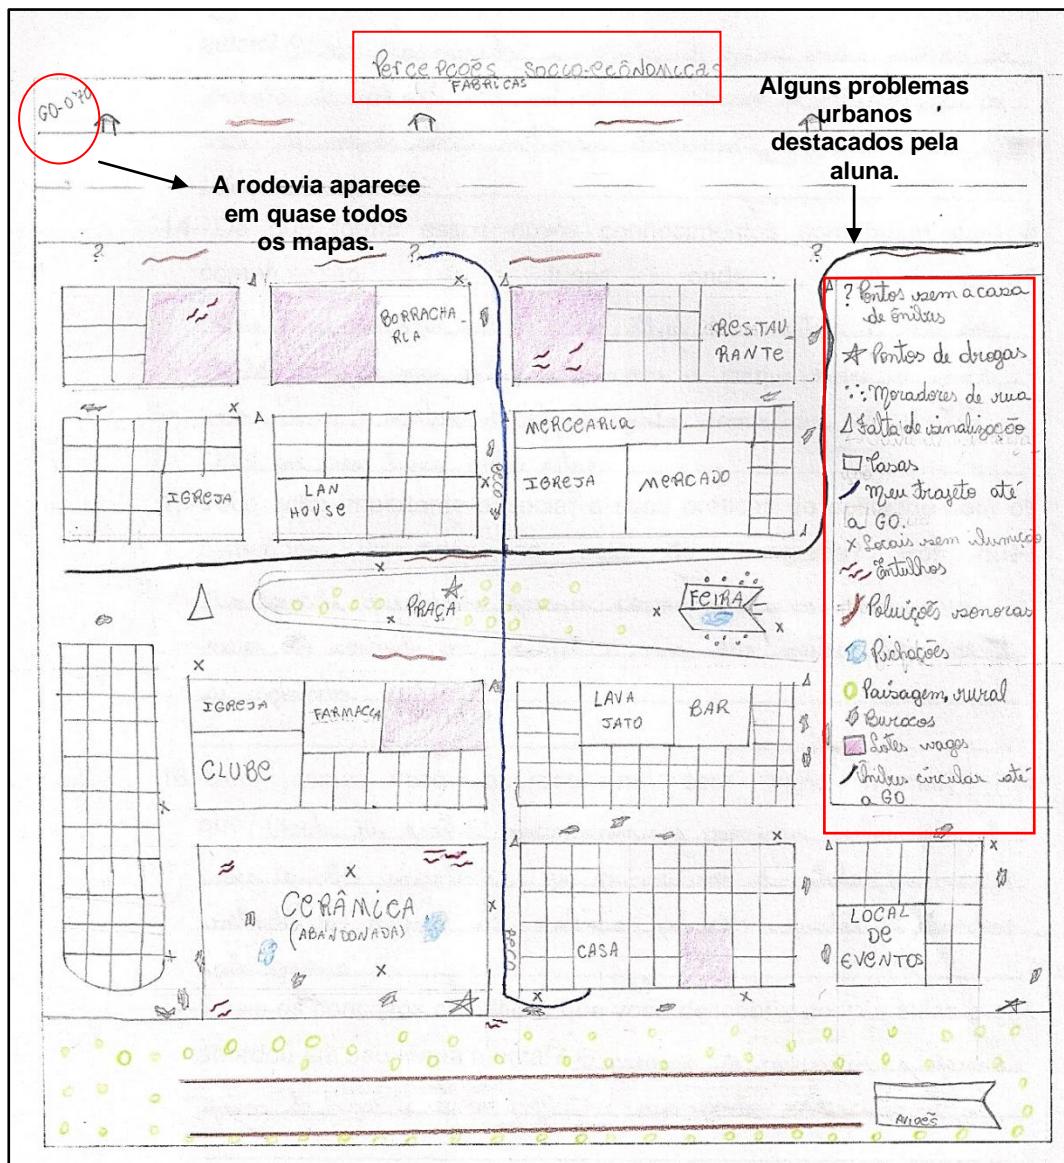 Percepções socio-ecônomicas
FABRICAS
GO-070
Alguns problemas
urbanos
destacados pela
aluna.
A rodovia aparece
em quase todos
os mapas.
?
?
?
BORRACHA-
RIA
RESTAU
RANTE
? Pontos sem a casa
de ônibus
Pontos de drogas
Moradores de rua
Falta de sinalização
Casas
Meu trajeto até
a GO.
x Locais sem ilumição
Entulhos
Poluições sonoras
Pichações
Paisagem, rural
Buracos
Lotes vagos
Ônibus circular até
a GO
IGREJA
LAN
HOUSE
BECO
MERCEARIA
IGREJA
MERCADO
PRAÇA
FEIRA
IGREJA
FARMACIA
CLUBE
LAVA
JATO
BAR
CERÂMICA
(ABANDONADA)
BECO
CASA
LOCAL
DE
EVENTOS
AVIOES